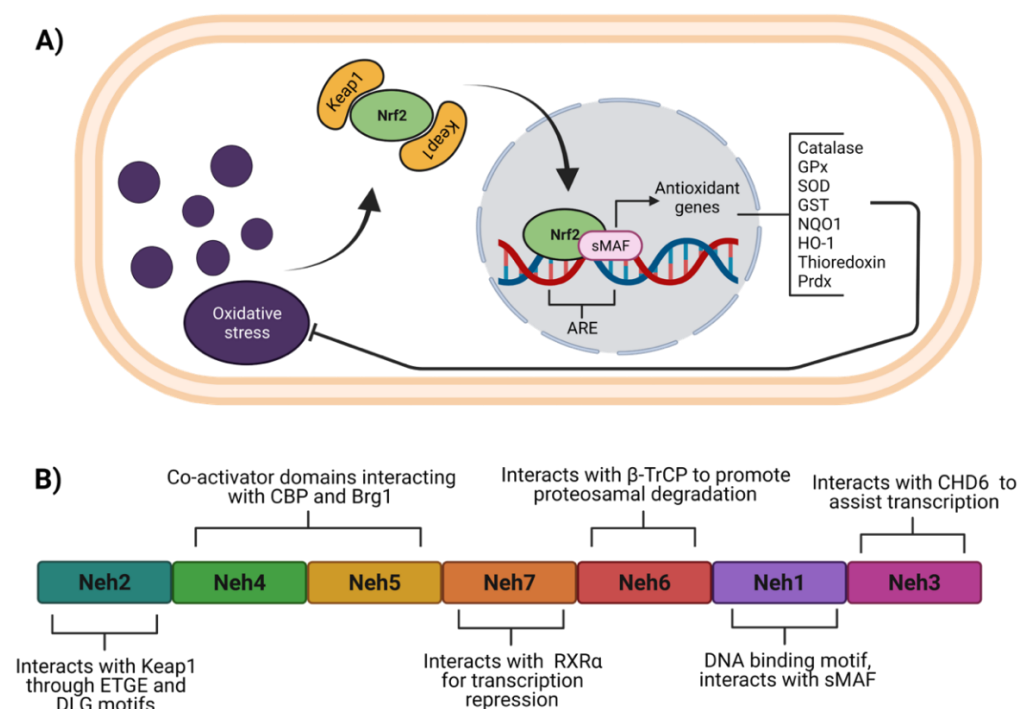 A)
Keap1
Nrf2
Keap1
Oxidative
stress
Nrf2
sMAF
Antioxidant
genes
ARE
Catalase
GPx
SOD
GST
NQO1
HO-1
Thioredoxin
Prdx
B)
Co-activator domains interacting
with CBP and Brg1
Interacts with β-TrCP to promote
proteosamal degradation
Interacts with CHD6 to
assist transcription
Neh2
Neh4
Neh5
Neh7
Neh6
Neh1
Neh3
Interacts with Keap1
through ETGE and
DLG motifs
Interacts with RXRα
for transcription
repression
DNA binding motif,
interacts with sMAF